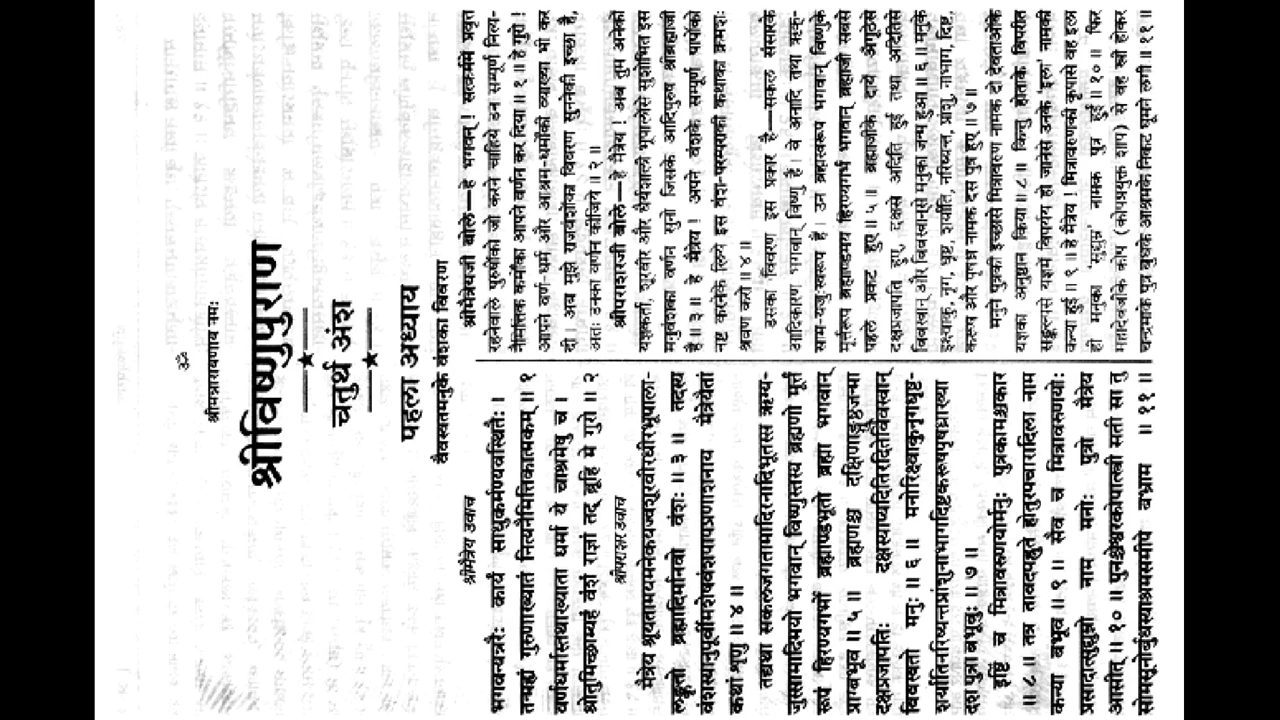 ॐ
श्रीमन्नारायणाय नमः
श्रीविष्णुपुराण
चतुर्थ अंश
पहला अध्याय
वैवस्वतमनुके वंशका विवरण
श्रीमैत्रेय उवाच
भगवन्यन्नरैः कार्यं साधुकर्मण्यवस्थितैः ।
तन्मह्यं गुरुणाख्यातं नित्यनैमित्तिकात्मकम् ॥ १
वर्णधर्मास्तथाख्याता धर्मा ये चाश्रमेषु च ।
श्रोतुमिच्छाम्यहं वंशं राज्ञां तद् ब्रूहि मे गुरो ॥ २
श्रीपराशर उवाच
मैत्रेय श्रूयतामयमनेकयज्वशूरवीरधीरभूपाला-
लङ्कृतो ब्रह्मादिर्मानवो वंशः ॥ ३ ॥ तदस्य
वंशस्यानुपूर्वीमशेषवंशपापप्रणाशनाय मैत्रेयैतां
कथां शृणु ॥ ४ ॥
तद्यथा सकलजगतामादिरनादिभूतस्स ऋग्य-
जुस्सामादिमयो भगवान् विष्णुस्तस्य ब्रह्मणो मूर्त्तं
रूपं हिरण्यगर्भो ब्रह्माण्डभूतो ब्रह्मा भगवान्
प्राग्बभूव ॥ ५ ॥ ब्रह्मणश्च दक्षिणाङ्गुष्ठजन्मा
दक्षप्रजापतिः दक्षस्याप्यदितिरदितेर्विवस्वान्
विवस्वतो मनुः ॥ ६ ॥ मनोरिक्ष्वाकुनृगधृष्ट-
शर्यातिनरिष्यन्तप्रांशुनाभागदिष्टकरूषपृषध्राख्या
दश पुत्रा बभूवुः ॥ ७ ॥
इष्टिं च मित्रावरुणयोर्मनुः पुत्रकामश्चकार
॥ ८ ॥ तत्र तावदपह्नुते होतुरपचारादिला नाम
कन्या बभूव ॥ ९ ॥ सैव च मित्रावरुणयोः
प्रसादात्सुद्युम्नो नाम मनोः पुत्रो मैत्रेय
आसीत् ॥ १० ॥ पुनश्चेश्वरकोपात्स्त्री सती सा तु
सोमसूनोर्बुधस्याश्रमसमीपे बभ्राम ॥ ११ ॥
श्रीमैत्रेयजी बोले—हे भगवन् ! सत्कर्ममें प्रवृत्त
रहनेवाले पुरुषोंको जो करने चाहिये उन सम्पूर्ण नित्य-
नैमित्तिक कर्मोंका आपने वर्णन कर दिया ॥ १ ॥ हे गुरो !
आपने वर्ण-धर्म और आश्रम-धर्मोंकी व्याख्या भी कर
दी । अब मुझे राजवंशोंका विवरण सुननेकी इच्छा है,
अतः उनका वर्णन कीजिये ॥ २ ॥
श्रीपराशरजी बोले—हे मैत्रेय ! अब तुम अनेकों
यज्ञकर्ता, शूरवीर और धैर्यशाली भूपालोंसे सुशोभित इस
मनुवंशका वर्णन सुनो जिसके आदिपुरुष श्रीब्रह्माजी
हैं ॥ ३ ॥ हे मैत्रेय ! अपने वंशके सम्पूर्ण पापोंको
नष्ट करनेके लिये इस वंश-परम्पराकी कथाका क्रमशः
श्रवण करो ॥ ४ ॥
उसका विवरण इस प्रकार है—सकल संसारके
आदिकारण भगवान् विष्णु हैं । वे अनादि तथा ऋक्-
साम-यजुःस्वरूप हैं । उन ब्रह्मस्वरूप भगवान् विष्णुके
मूर्त्तरूप ब्रह्माण्डमय हिरण्यगर्भ भगवान् ब्रह्माजी सबसे
पहले प्रकट हुए ॥ ५ ॥ ब्रह्माजीके दायें अँगूठेसे
दक्षप्रजापति हुए, दक्षसे अदिति हुई तथा अदितिसे
विवस्वान् और विवस्वान्से मनुका जन्म हुआ ॥ ६ ॥ मनुके
इक्ष्वाकु, नृग, धृष्ट, शर्याति, नरिष्यन्त, प्रांशु, नाभाग, दिष्ट,
करूष और पृषध्र नामक दस पुत्र हुए ॥ ७ ॥
मनुने पुत्रकी इच्छासे मित्रावरुण नामक दो देवताओंके
यज्ञका अनुष्ठान किया ॥ ८ ॥ किन्तु होताके विपरीत
सङ्कल्पसे यज्ञमें विपर्यय हो जानेसे उनके 'इला' नामकी
कन्या हुई ॥ ९ ॥ हे मैत्रेय ! मित्रावरुणकी कृपासे वह इला
ही मनुका 'सुद्युम्न' नामक पुत्र हुई ॥ १० ॥ फिर
महादेवजीके कोप (कोपप्रयुक्त शाप) से वह स्त्री होकर
चन्द्रमाके पुत्र बुधके आश्रमके निकट घूमने लगी ॥ ११ ॥